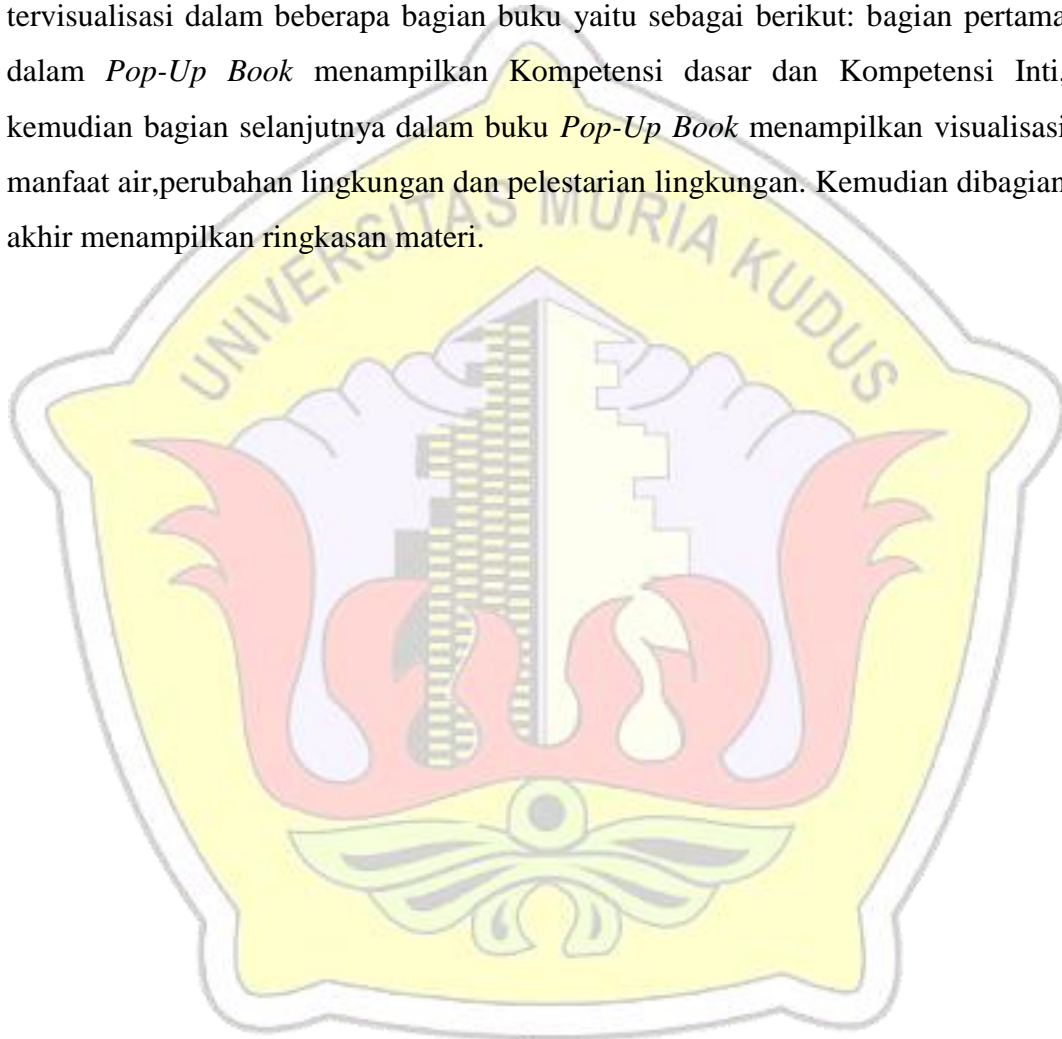 tervisualisasi dalam beberapa bagian buku yaitu sebagai berikut: bagian pertama
dalam Pop-Up Book menampilkan Kompetensi dasar dan Kompetensi Inti,
kemudian bagian selanjutnya dalam buku Pop-Up Book menampilkan visualisasi
manfaat air,perubahan lingkungan dan pelestarian lingkungan. Kemudian dibagian
akhir menampilkan ringkasan materi.
UNIVERSITAS MURIA KUDUS